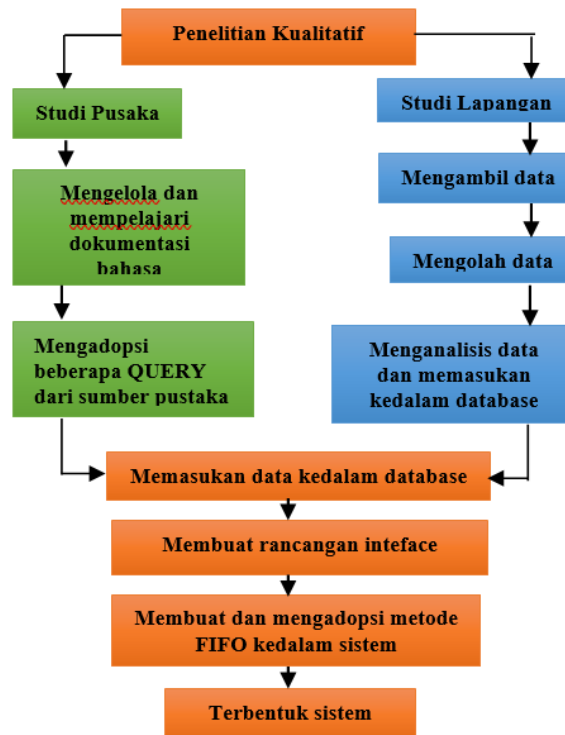 Penelitian Kualitatif
Studi Pusaka
Mengelola dan
mempelajari
dokumentasi
bahasa
Mengadopsi
beberapa QUERY
dari sumber pustaka
Studi Lapangan
Mengambil data
Mengolah data
Menganalisis data
dan memasukan
kedalam database
Memasukan data kedalam database
Membuat rancangan inteface
Membuat dan mengadopsi metode
FIFO kedalam sistem
Terbentuk sistem